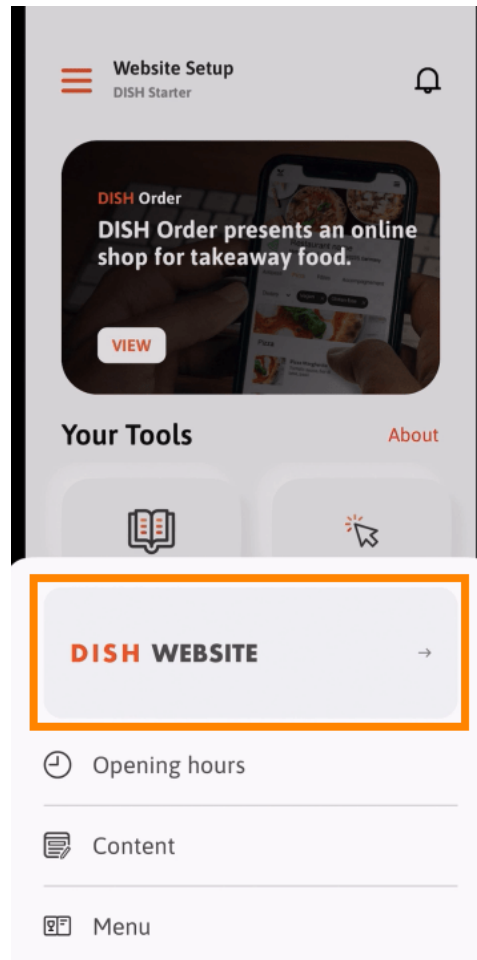 Website Setup
DISH Starter
DISH Order
DISH Order presents an online
shop for takeaway food.
VIEW
Your Tools
About
DISH WEBSITE
Opening hours
Content
Menu